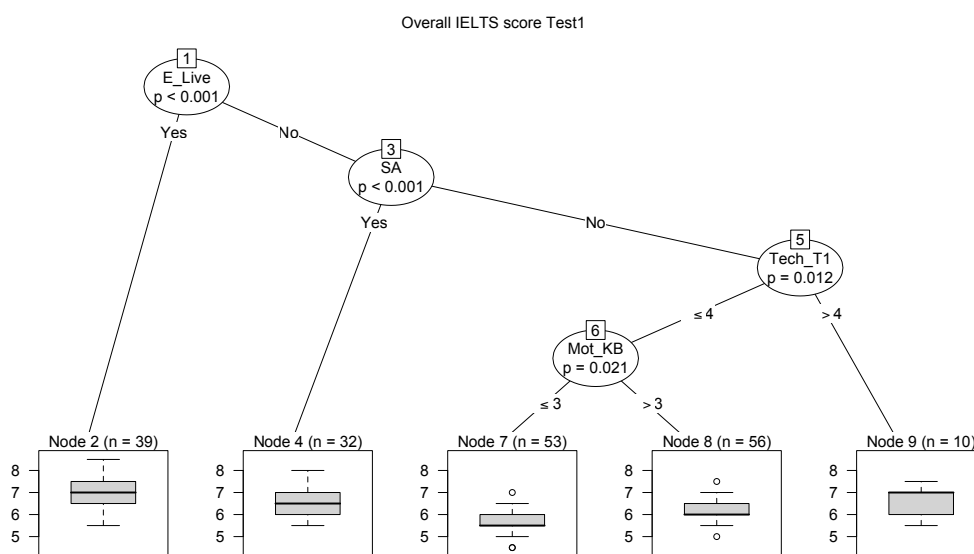 Overall IELTS score Test1
1
E_Live
p < 0.001
Yes
No
3
SA
p < 0.001
Yes
No
5
Tech_T1
p = 0.012
≤ 4
> 4
6
Mot_KB
p = 0.021
≤ 3
> 3
Node 2 (n = 39)
8
7
6
5
Node 4 (n = 32)
8
7
6
5
Node 7 (n = 53)
8
7
6
5
Node 8 (n = 56)
8
7
6
5
Node 9 (n = 10)
8
7
6
5